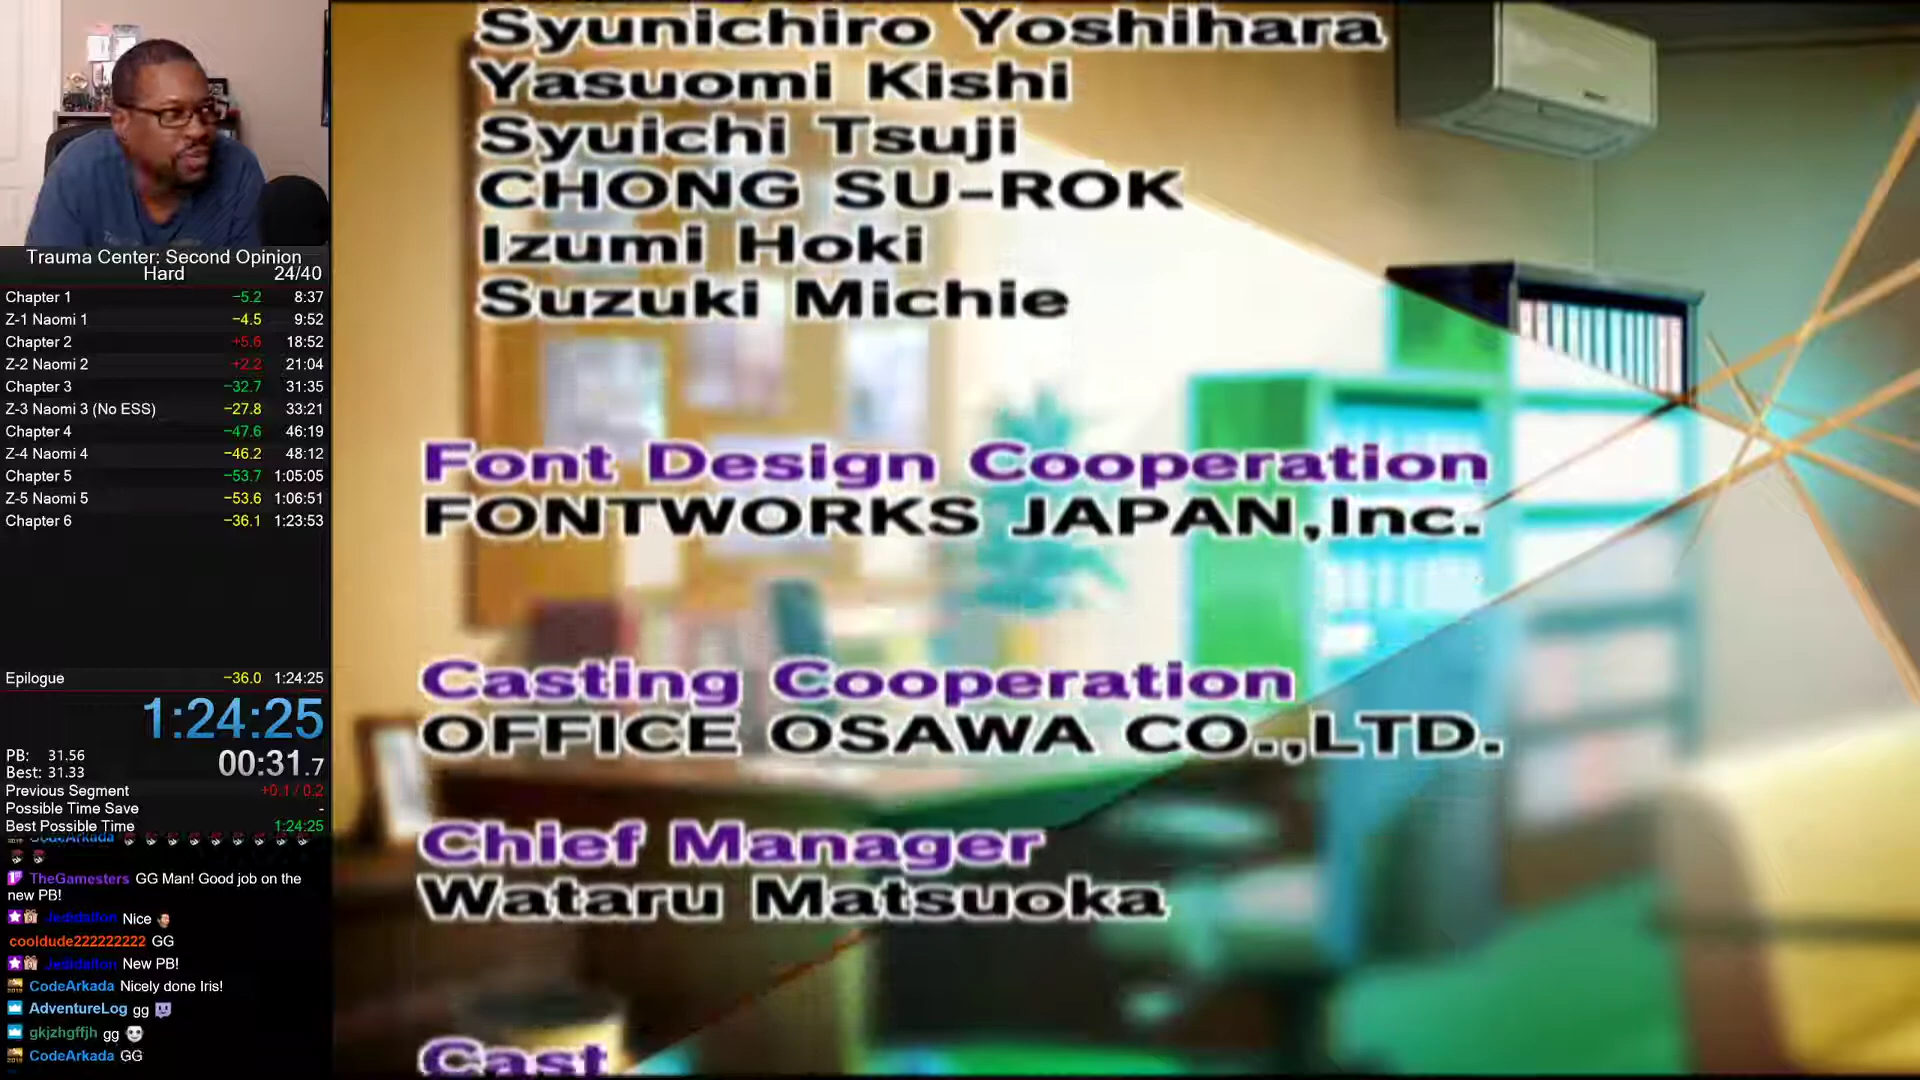 Trauma Center: Second Opinion
Hard 24/40
Chapter 1 −5.2 8:37
Z-1 Naomi 1 −4.5 9:52
Chapter 2 +5.6 18:52
Z-2 Naomi 2 +2.2 21:04
Chapter 3 −32.7 31:35
Z-3 Naomi 3 (No ESS) −27.8 33:21
Chapter 4 −47.6 46:19
Z-4 Naomi 4 −46.2 48:12
Chapter 5 −53.7 1:05:05
Z-5 Naomi 5 −53.6 1:06:51
Chapter 6 −36.1 1:23:53
Epilogue −36.0 1:24:25
1:24:25
PB: 31.56
Best: 31.33
00:31.7
Previous Segment +0.1 / 0.2
Possible Time Save -
Best Possible Time 1:24:25
CodeArkada
TheGamesters GG Man! Good job on the
new PB!
Jedidalton Nice
cooldude222222222 GG
Jedidalton New PB!
CodeArkada Nicely done Iris!
AdventureLog gg
gkjzhgffjh gg
CodeArkada GG
Syunichiro Yoshihara
Yasuomi Kishi
Syuichi Tsuji
CHONG SU-ROK
Izumi Hoki
Suzuki Michie
Font Design Cooperation
FONTWORKS JAPAN,Inc.
Casting Cooperation
OFFICE OSAWA CO.,LTD.
Chief Manager
Wataru Matsuoka
Cast